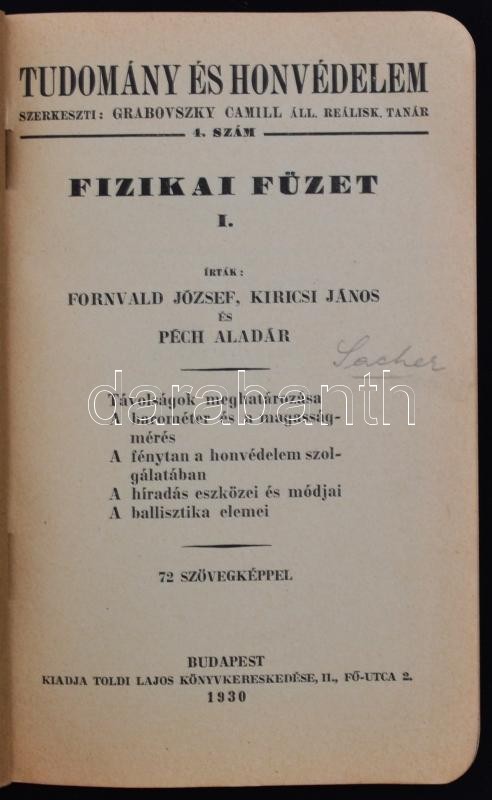 TUDOMÁNY ÉS HONVÉDELEM
SZERKESZTI: GRABOVSZKY CAMILL ÁLL. REÁLISK. TANÁR
4. SZÁM
FIZIKAI FÜZET
I.
ÍRTÁK:
FORNVALD JÓZSEF, KIRICSI JÁNOS
ÉS
PÉCH ALADÁR
Sacher
darabanth
Távolságok meghatározása
A barométer és a magasság-
mérés
A fénytan a honvédelem szol-
gálatában
A híradás eszközei és módjai
A ballisztika elemei
72 SZÖVEGKÉPPEL
BUDAPEST
KIADJA TOLDI LAJOS KÖNYVKERESKEDÉSE, II., FŐ-UTCA 2.
1930